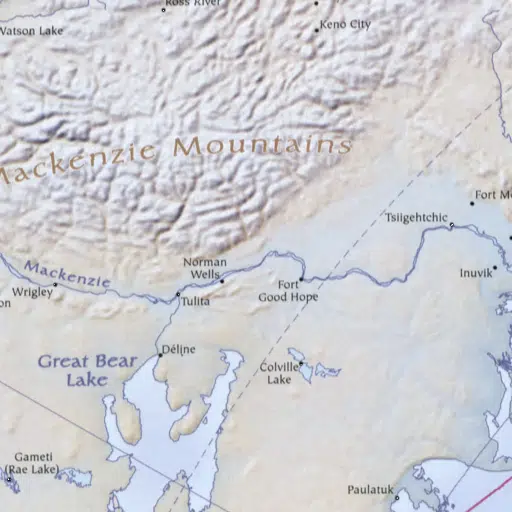 Ross River
Watson Lake
Keno City
Mackenzie Mountains
Fort
Tsiigehtchic
Norman
Wells
Mackenzie
Inuvik
Wrigley
Fort
Good Hope
Tulita
Déline
Great Bear
Lake
Colville
Lake
Gameti
(Rae Lake)
Paulatuk